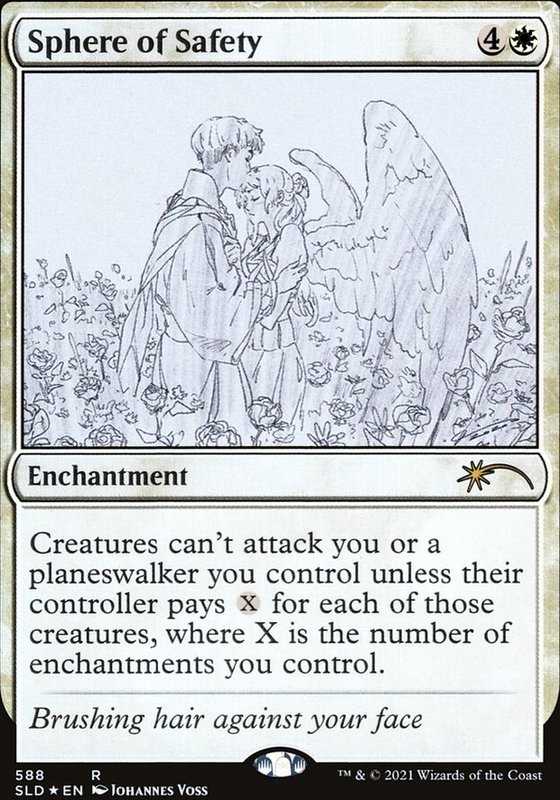 Sphere of Safety 4
Enchantment
Creatures can't attack you or a
planeswalker you control unless their
controller pays X for each of those
creatures, where X is the number of
enchantments you control.
Brushing hair against your face
588 R
SLD ★ EN Johannes Voss
™ & © 2021 Wizards of the Coast